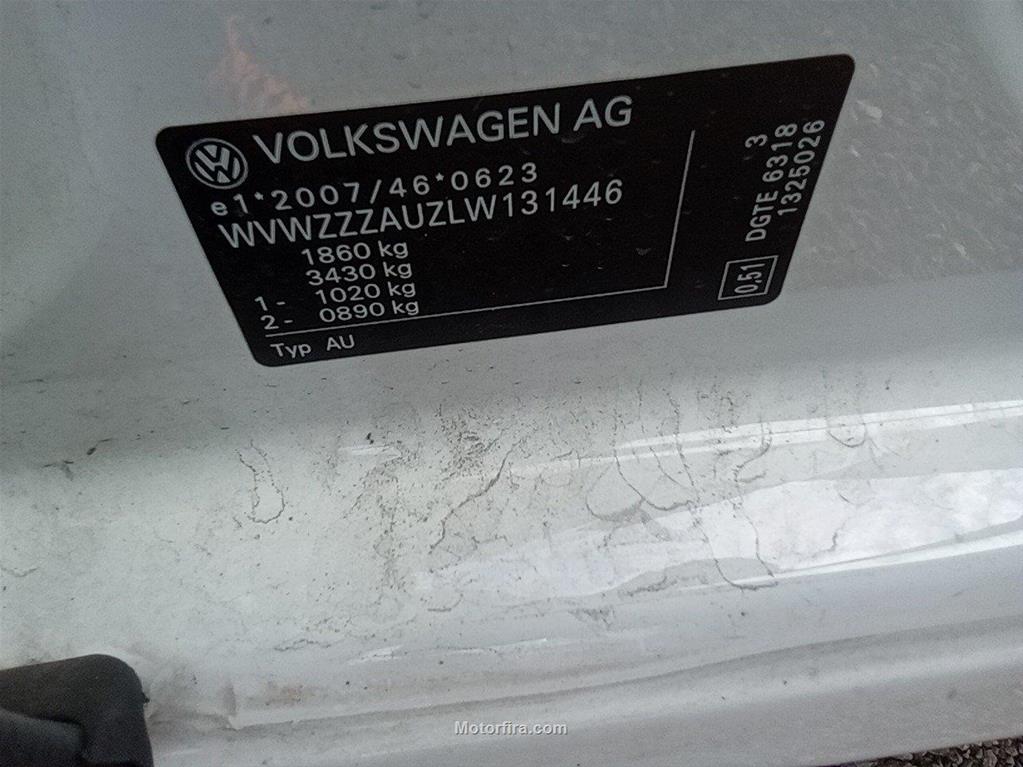 VOLKSWAGEN AG
e1*2007/46*0623
WVWZZZAUZLW131446
1860 kg
3430 kg
1 - 1020 kg
2 - 0890 kg
Typ AU
3
DGTE 6318
1325026
0,51
Motorfira.com